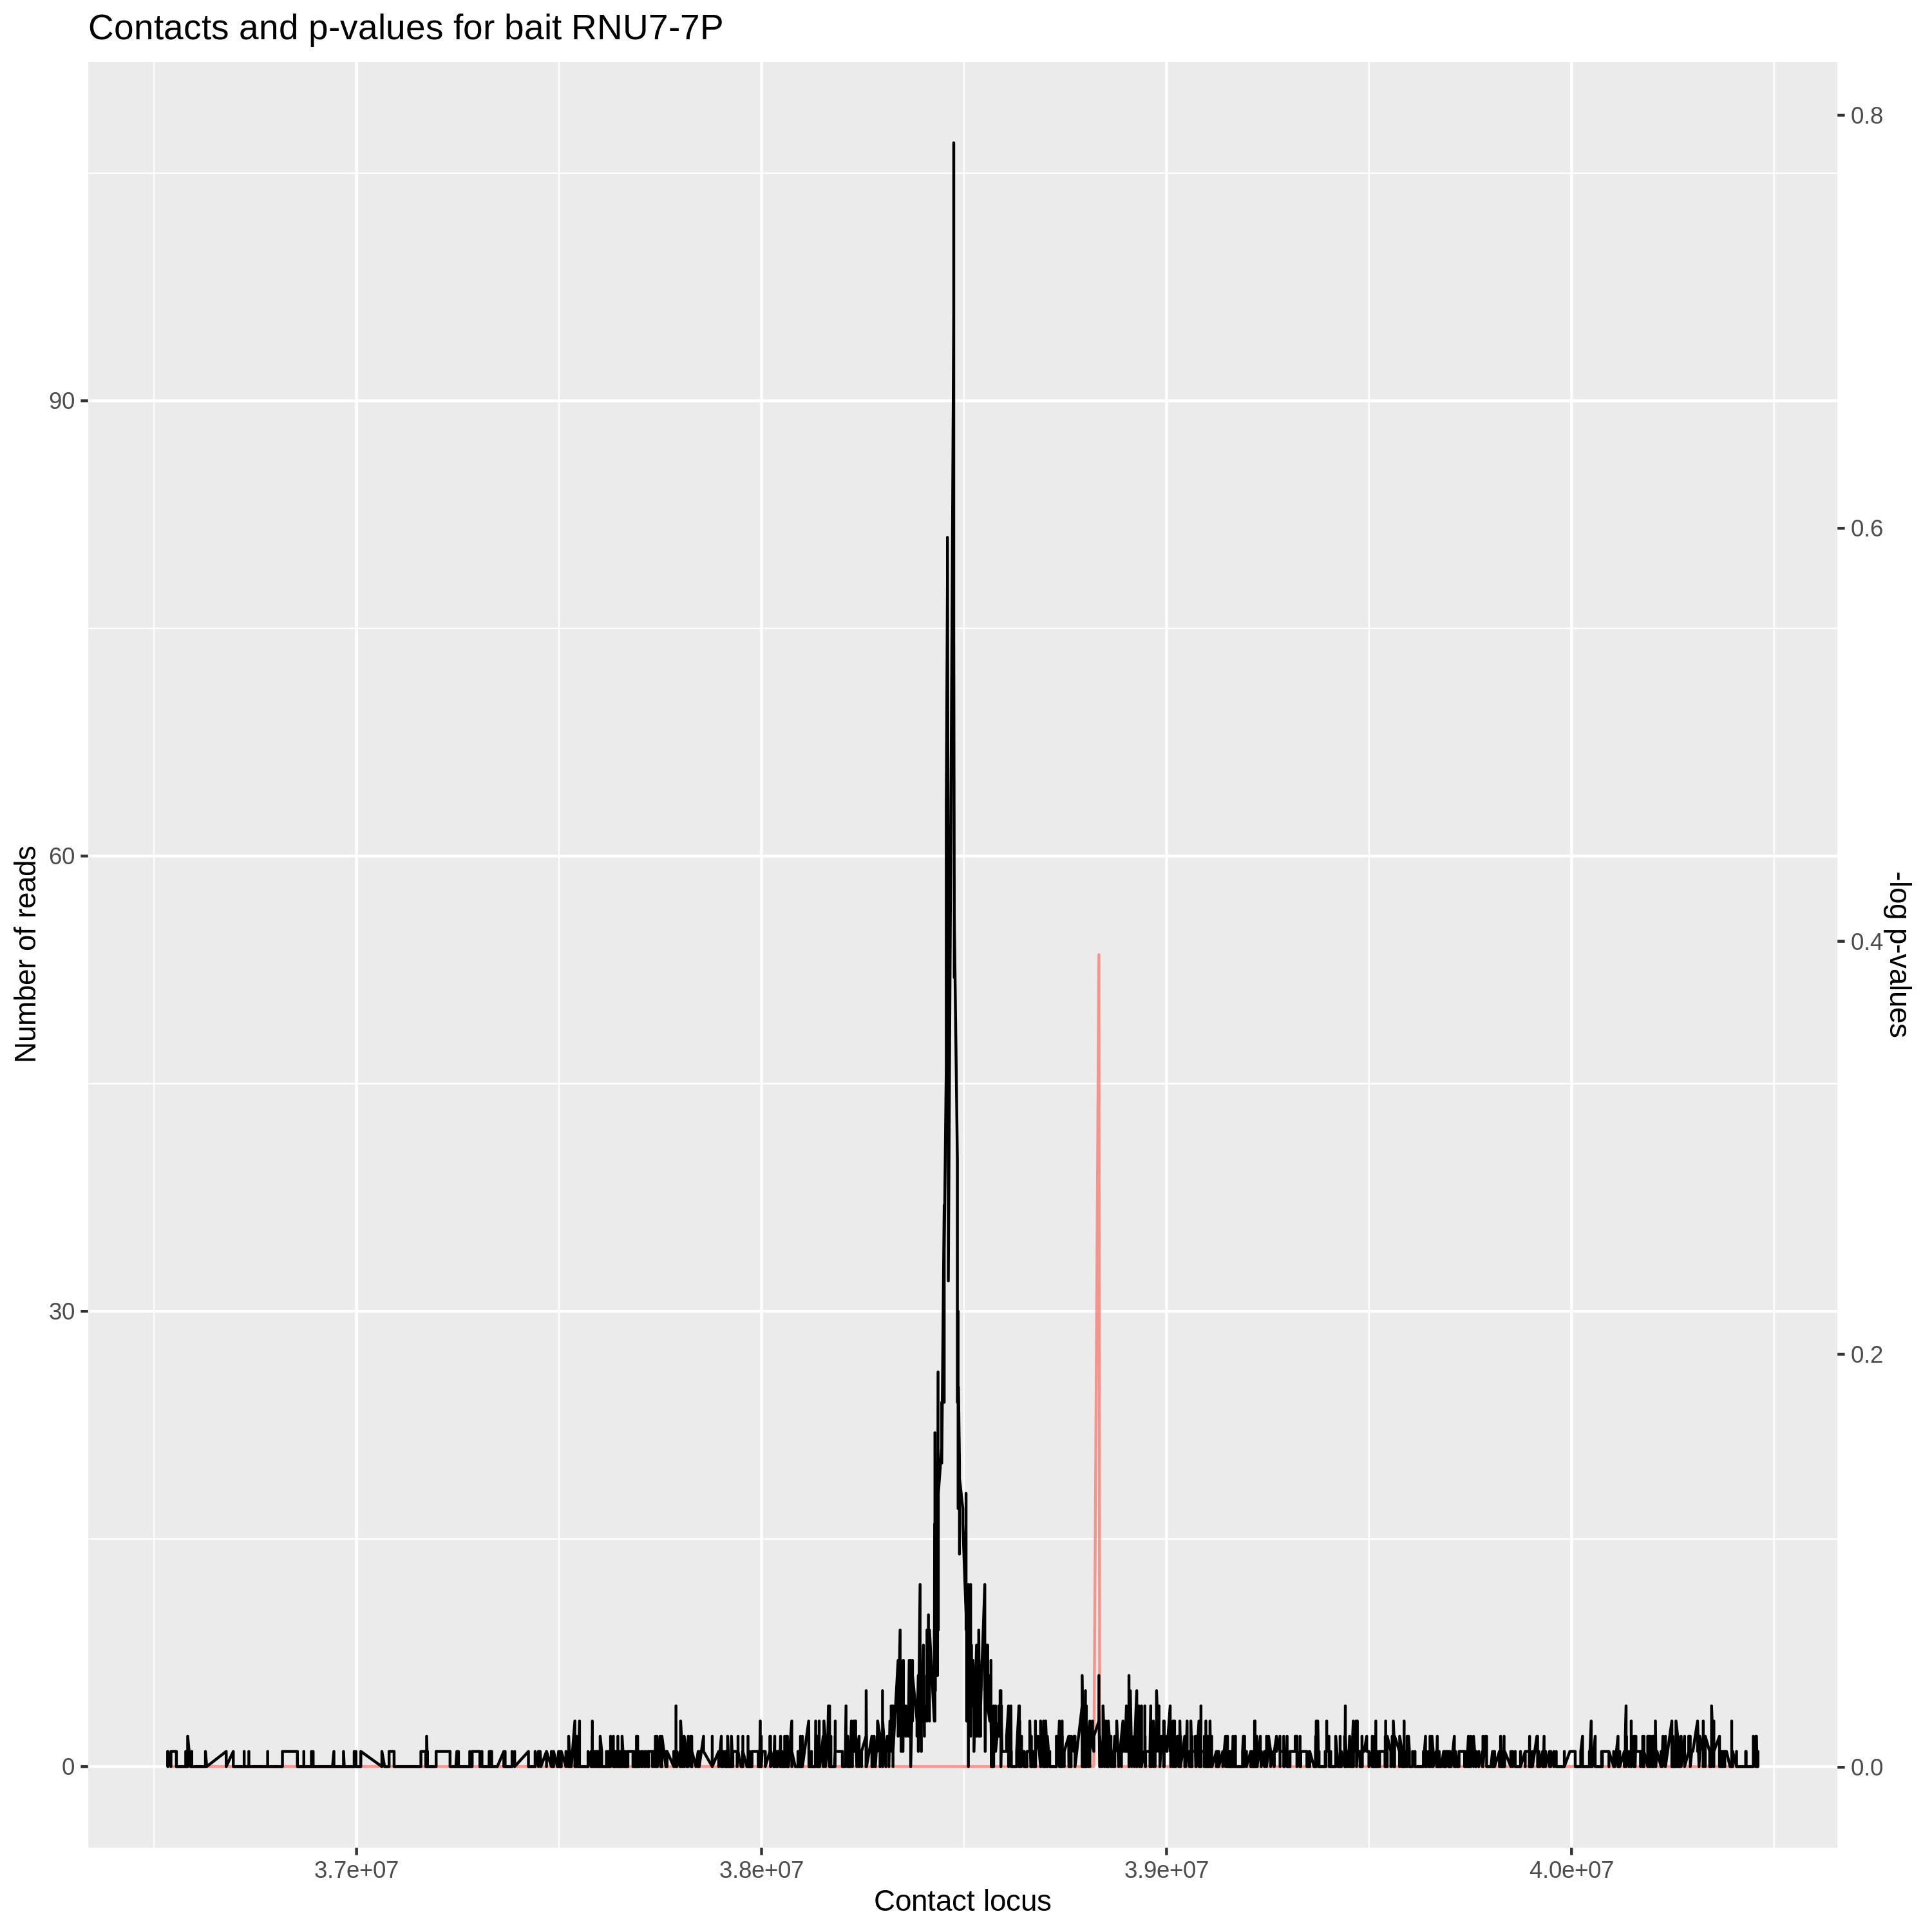 Contacts and p-values for bait RNU7-7P
Number of reads
90
60
30
0
0.8
0.6
0.4
0.2
0.0
-log p-values
3.7e+07
3.8e+07
3.9e+07
4.0e+07
Contact locus